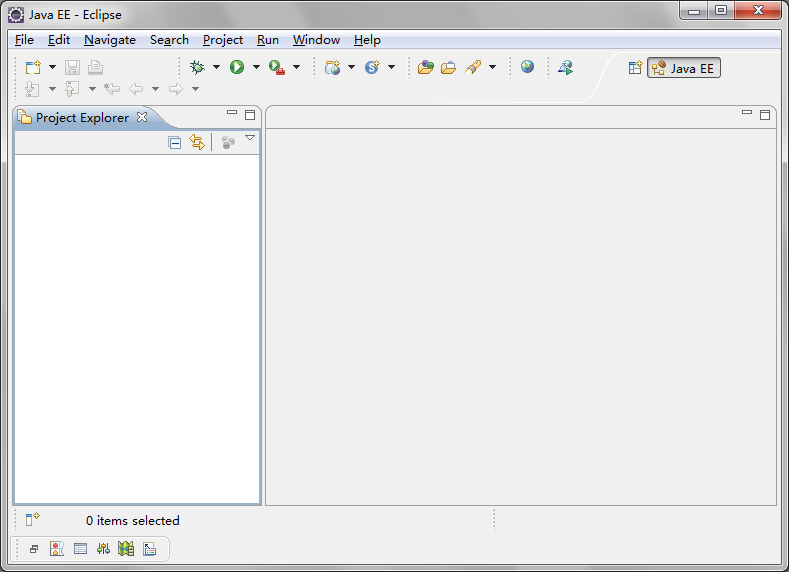 Java EE - Eclipse
File Edit Navigate Search Project Run Window Help
Java EE
Project Explorer
0 items selected